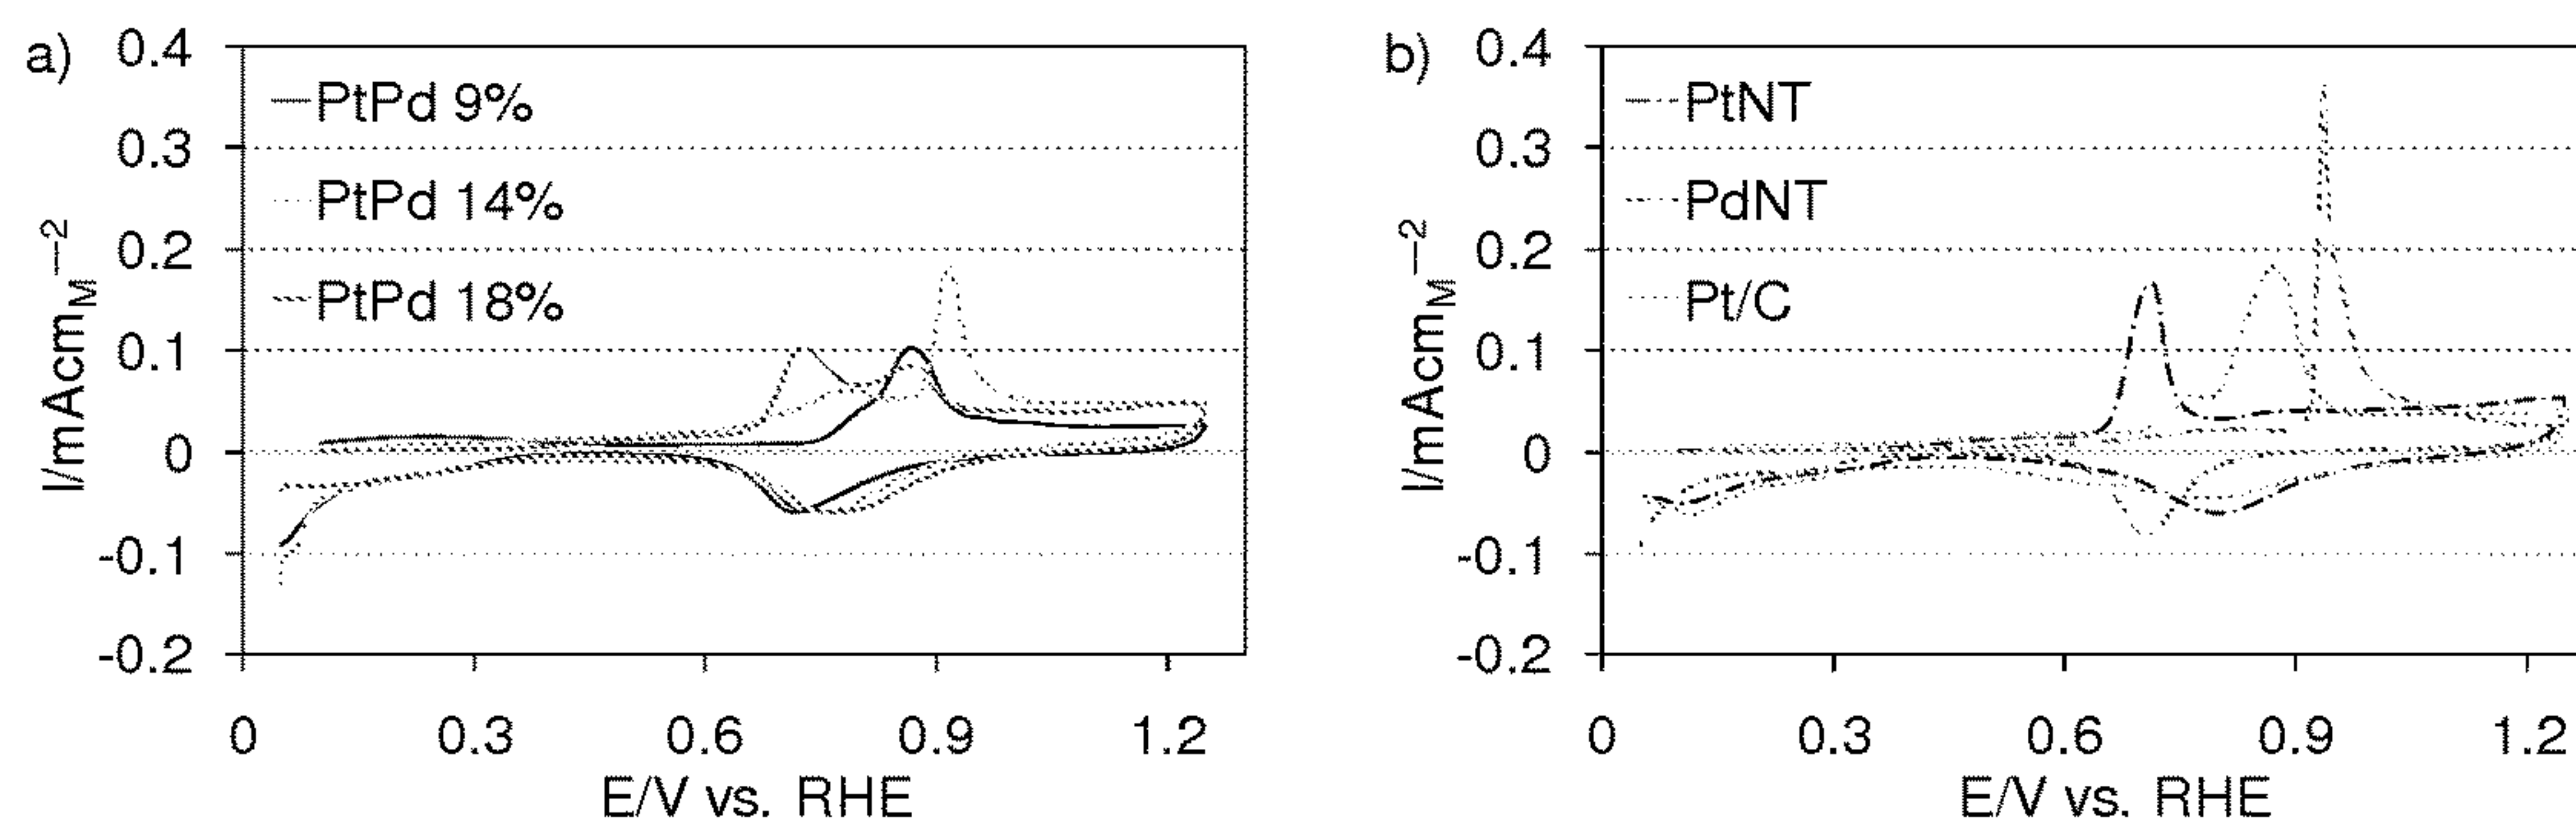 a)
0.4
0.3
0.2
0.1
0
-0.1
-0.2
I/mAcm_M^—2
PtPd 9%
PtPd 14%
PtPd 18%
0 0.3 0.6 0.9 1.2
E/V vs. RHE
b)
0.4
0.3
0.2
0.1
0
-0.1
-0.2
I/mAcm_M^—2
PtNT
PdNT
Pt/C
0 0.3 0.6 0.9 1.2
E/V vs. RHE